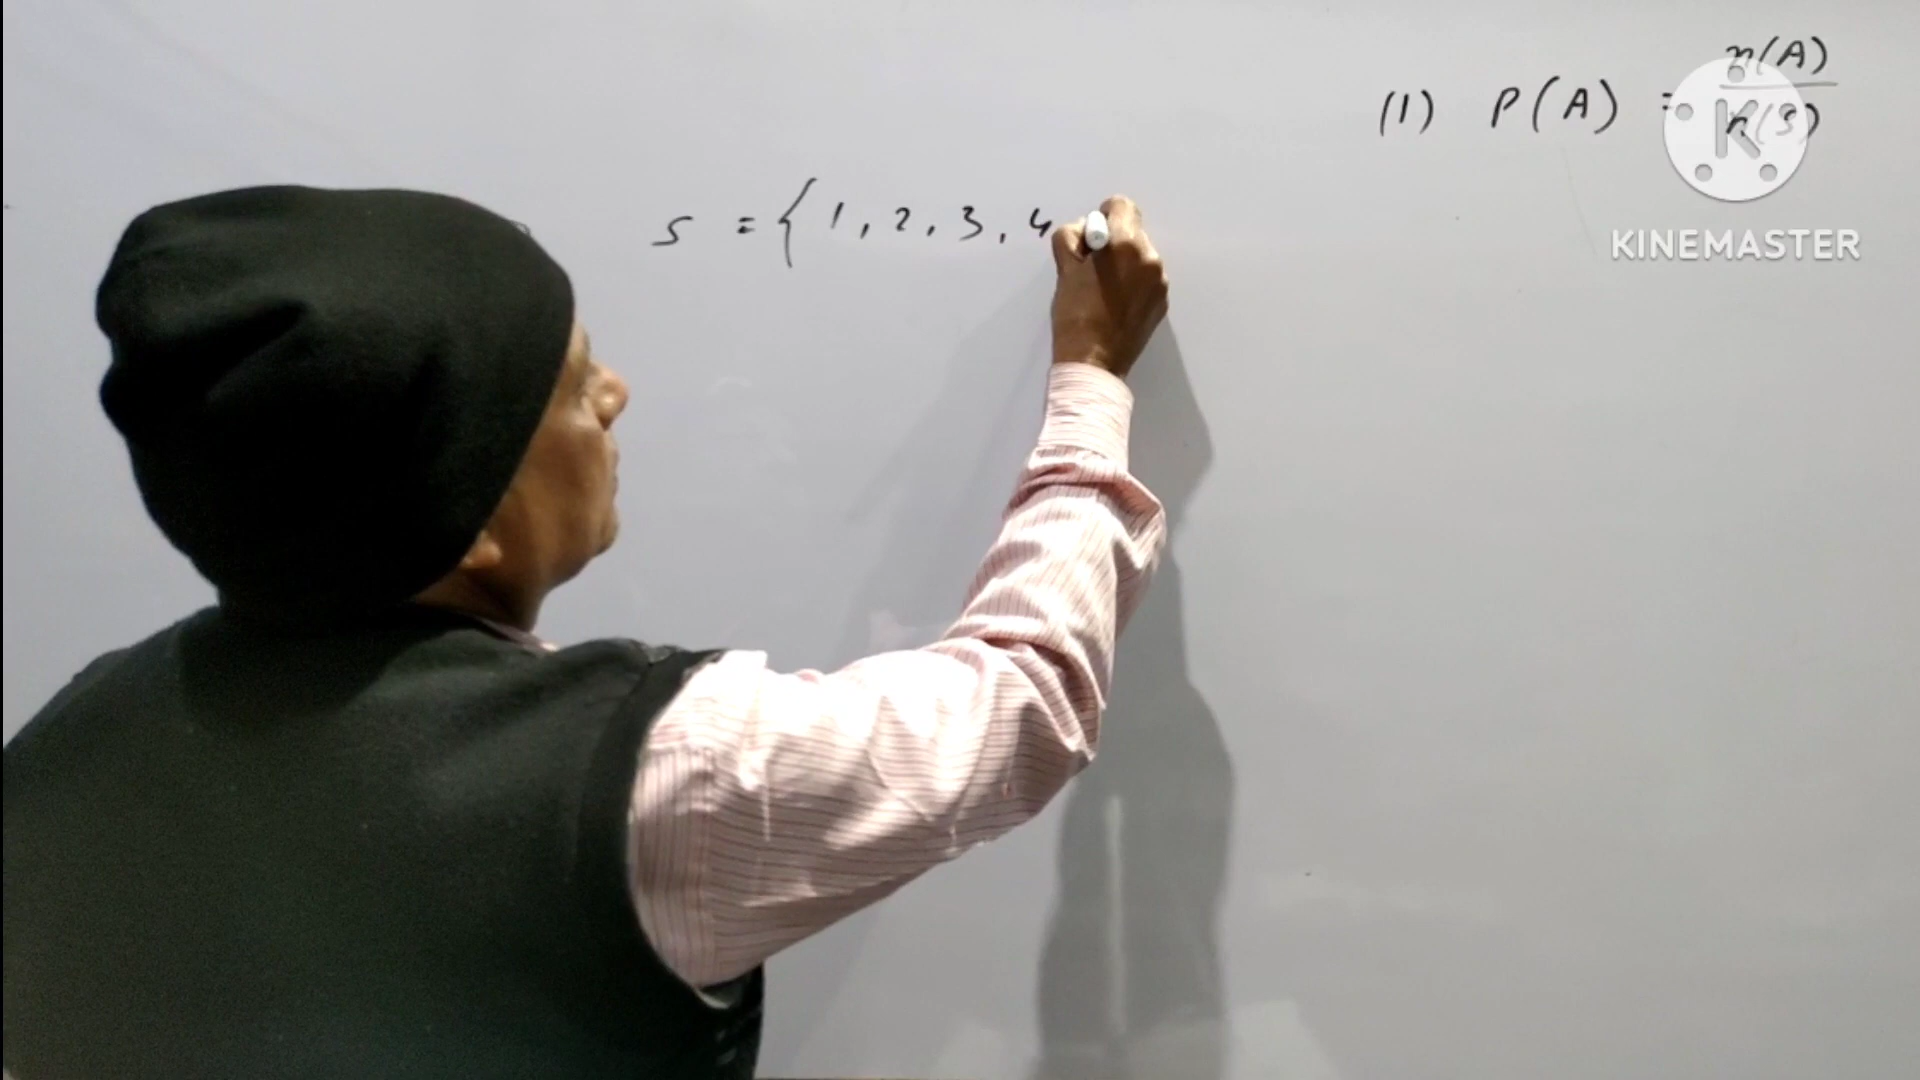 n(A)
(1) P(A) = n(S)
S = { 1, 2, 3, 4
K
KINEMASTER